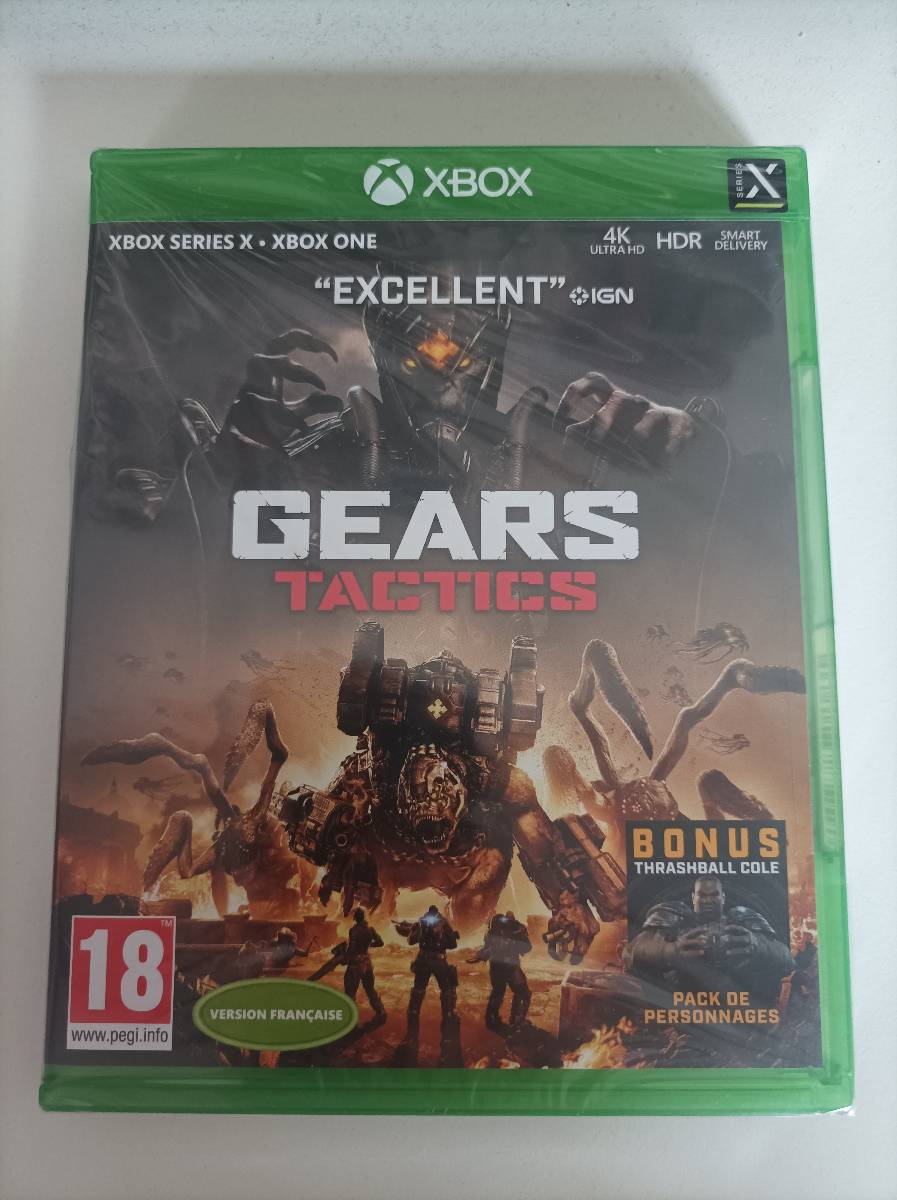 XBOX
SERIES X
XBOX SERIES X • XBOX ONE
4K
ULTRA HD
HDR
SMART
DELIVERY
“EXCELLENT” IGN
GEARS
TACTICS
BONUS
THRASHBALL COLE
PACK DE
PERSONNAGES
18
TM
www.pegi.info
VERSION FRANÇAISE